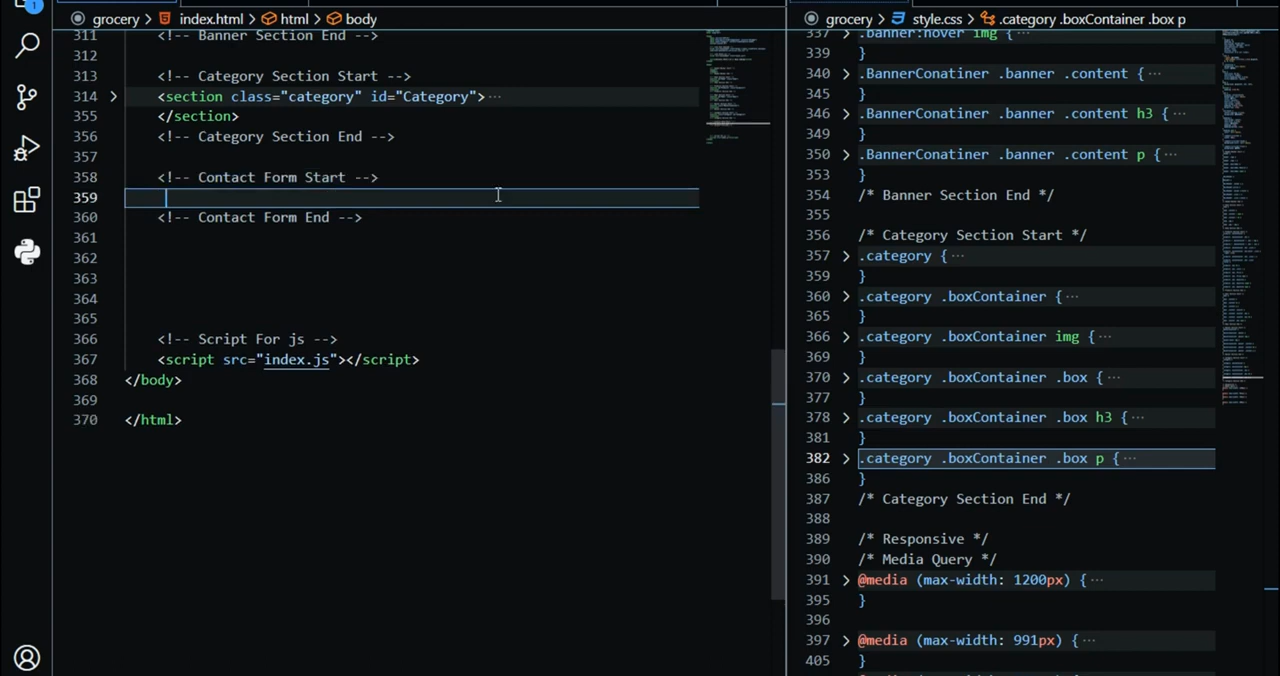 1
grocery > index.html > html > body
311 <!-- Banner Section End -->
312
313 <!-- Category Section Start -->
314 <section class="category" id="Category"> ···
355 </section>
356 <!-- Category Section End -->
357
358 <!-- Contact Form Start -->
359
360 <!-- Contact Form End -->
361
362
363
364
365
366 <!-- Script For js -->
367 <script src="index.js"></script>
368 </body>
369
370 </html>
grocery > style.css > .category .boxContainer .box p
337 .banner:hover img { ···
339 }
340 .BannerConatiner .banner .content { ···
345 }
346 .BannerConatiner .banner .content h3 { ···
349 }
350 .BannerConatiner .banner .content p { ···
353 }
354 /* Banner Section End */
355
356 /* Category Section Start */
357 .category { ···
359 }
360 .category .boxContainer { ···
365 }
366 .category .boxContainer img { ···
369 }
370 .category .boxContainer .box { ···
377 }
378 .category .boxContainer .box h3 { ···
381 }
382 .category .boxContainer .box p { ···
386 }
387 /* Category Section End */
388
389 /* Responsive */
390 /* Media Query */
391 @media (max-width: 1200px) { ···
395 }
396
397 @media (max-width: 991px) { ···
405 }